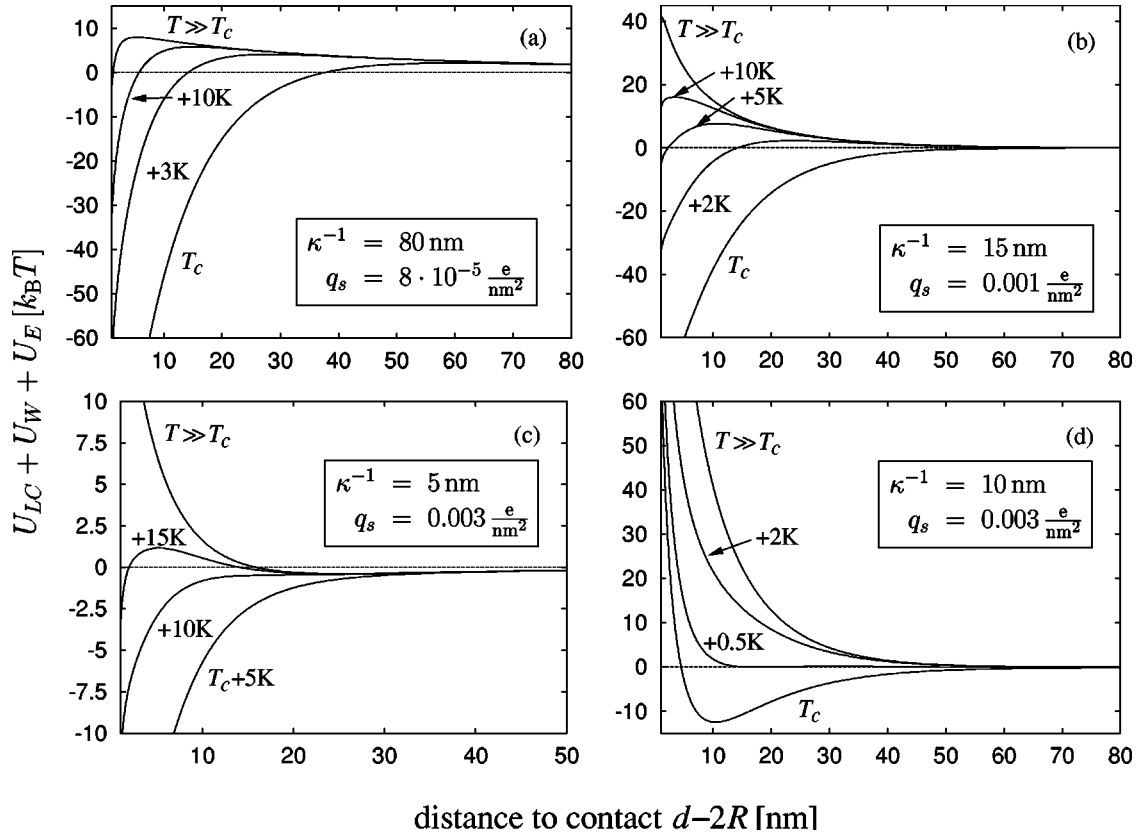 U_{LC} + U_W + U_E [k_BT]
10
0
-10
-20
-30
-40
-50
-60
10 20 30 40 50 60 70 80
(a)
T ≫ T_c
+10K
+3K
T_c
κ⁻¹ = 80 nm
q_s = 8 · 10⁻⁵ e/nm²
40
20
0
-20
-40
-60
10 20 30 40 50 60 70 80
(b)
T ≫ T_c
+10K
+5K
+2K
T_c
κ⁻¹ = 15 nm
q_s = 0.001 e/nm²
10
7.5
5
2.5
0
-2.5
-5
-7.5
-10
10 20 30 40 50
(c)
T ≫ T_c
+15K
+10K
T_c+5K
κ⁻¹ = 5 nm
q_s = 0.003 e/nm²
60
50
40
30
20
10
0
-10
10 20 30 40 50 60 70 80
(d)
T ≫ T_c
+2K
+0.5K
T_c
κ⁻¹ = 10 nm
q_s = 0.003 e/nm²
distance to contact d−2R [nm]